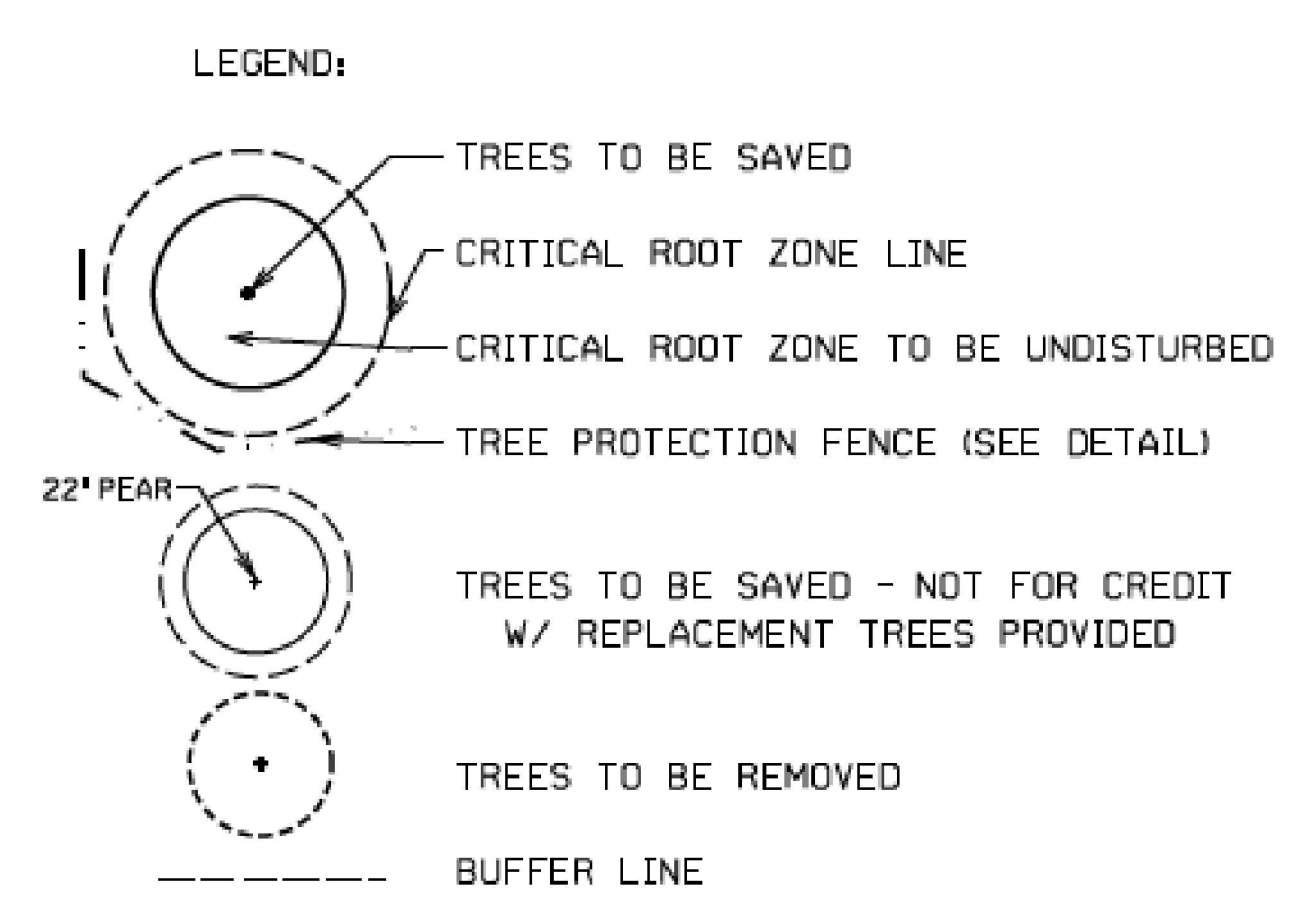 LEGEND:
TREES TO BE SAVED
CRITICAL ROOT ZONE LINE
CRITICAL ROOT ZONE TO BE UNDISTURBED
TREE PROTECTION FENCE (SEE DETAIL)
22" PEAR
TREES TO BE SAVED - NOT FOR CREDIT
W/ REPLACEMENT TREES PROVIDED
TREES TO BE REMOVED
BUFFER LINE